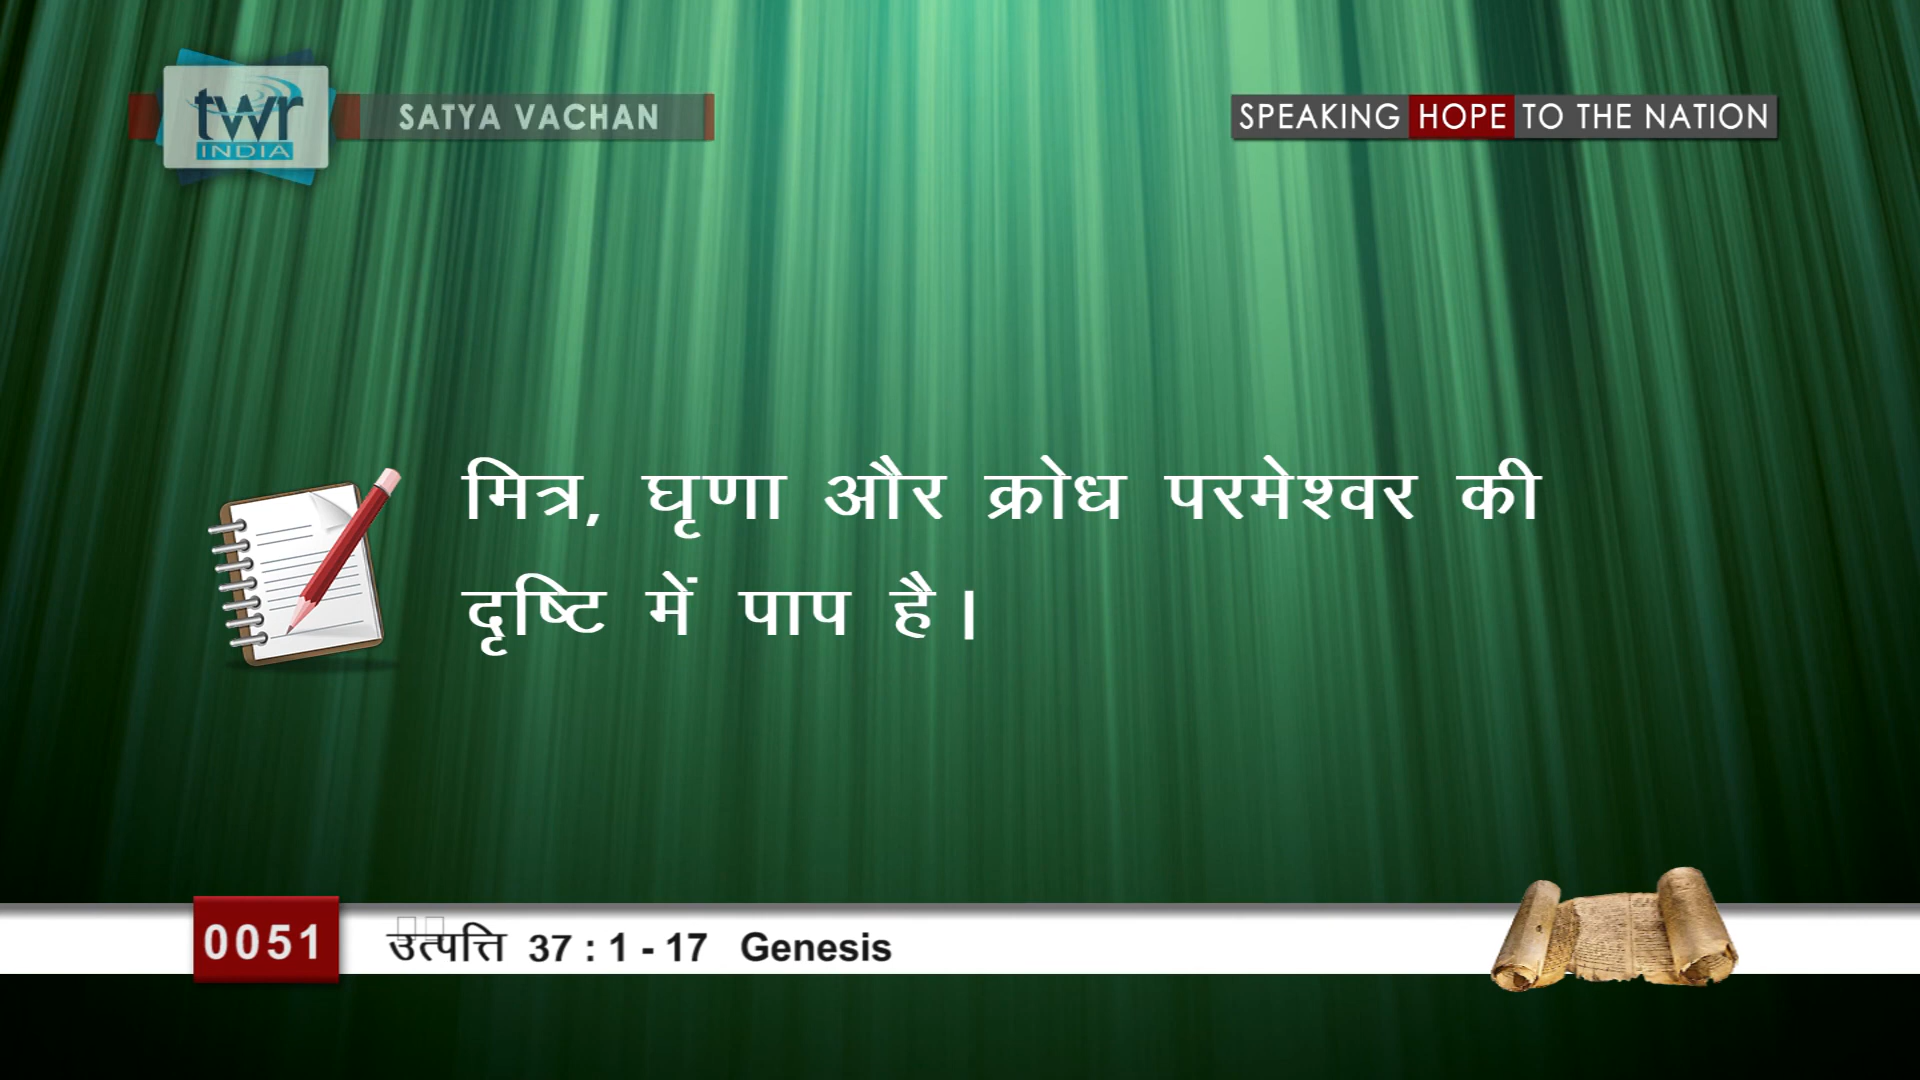 twr
INDIA
SATYA VACHAN
SPEAKING HOPE TO THE NATION
मित्र, घृणा और क्रोध परमेश्वर की
दृष्टि में पाप है।
0051 उत्पत्ति 37 : 1 - 17 Genesis